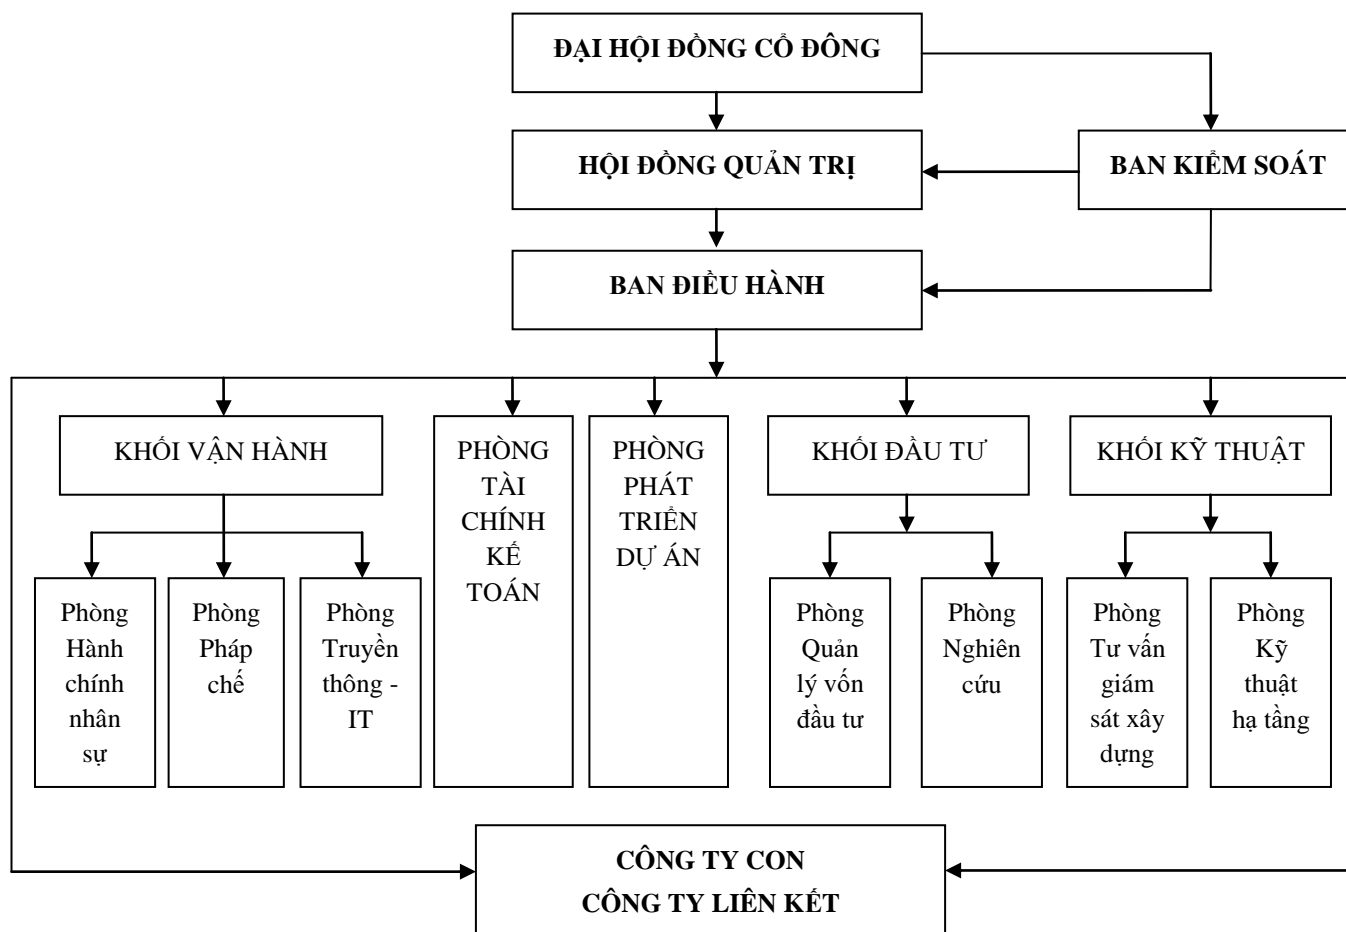 ĐẠI HỘI ĐỒNG CỔ ĐÔNG
HỘI ĐỒNG QUẢN TRỊ
BAN KIỂM SOÁT
BAN ĐIỀU HÀNH
KHỐI VẬN HÀNH
PHÒNG
TÀI
CHÍNH
KẾ
TOÁN
PHÒNG
PHÁT
TRIỂN
DỰ ÁN
KHỐI ĐẦU TƯ
KHỐI KỸ THUẬT
Phòng
Hành
chính
nhân
sự
Phòng
Pháp
chế
Phòng
Truyền
thông -
IT
Phòng
Quản
lý vốn
đầu tư
Phòng
Nghiên
cứu
Phòng
Tư vấn
giám
sát xây
dựng
Phòng
Kỹ
thuật
hạ tầng
CÔNG TY CON
CÔNG TY LIÊN KẾT